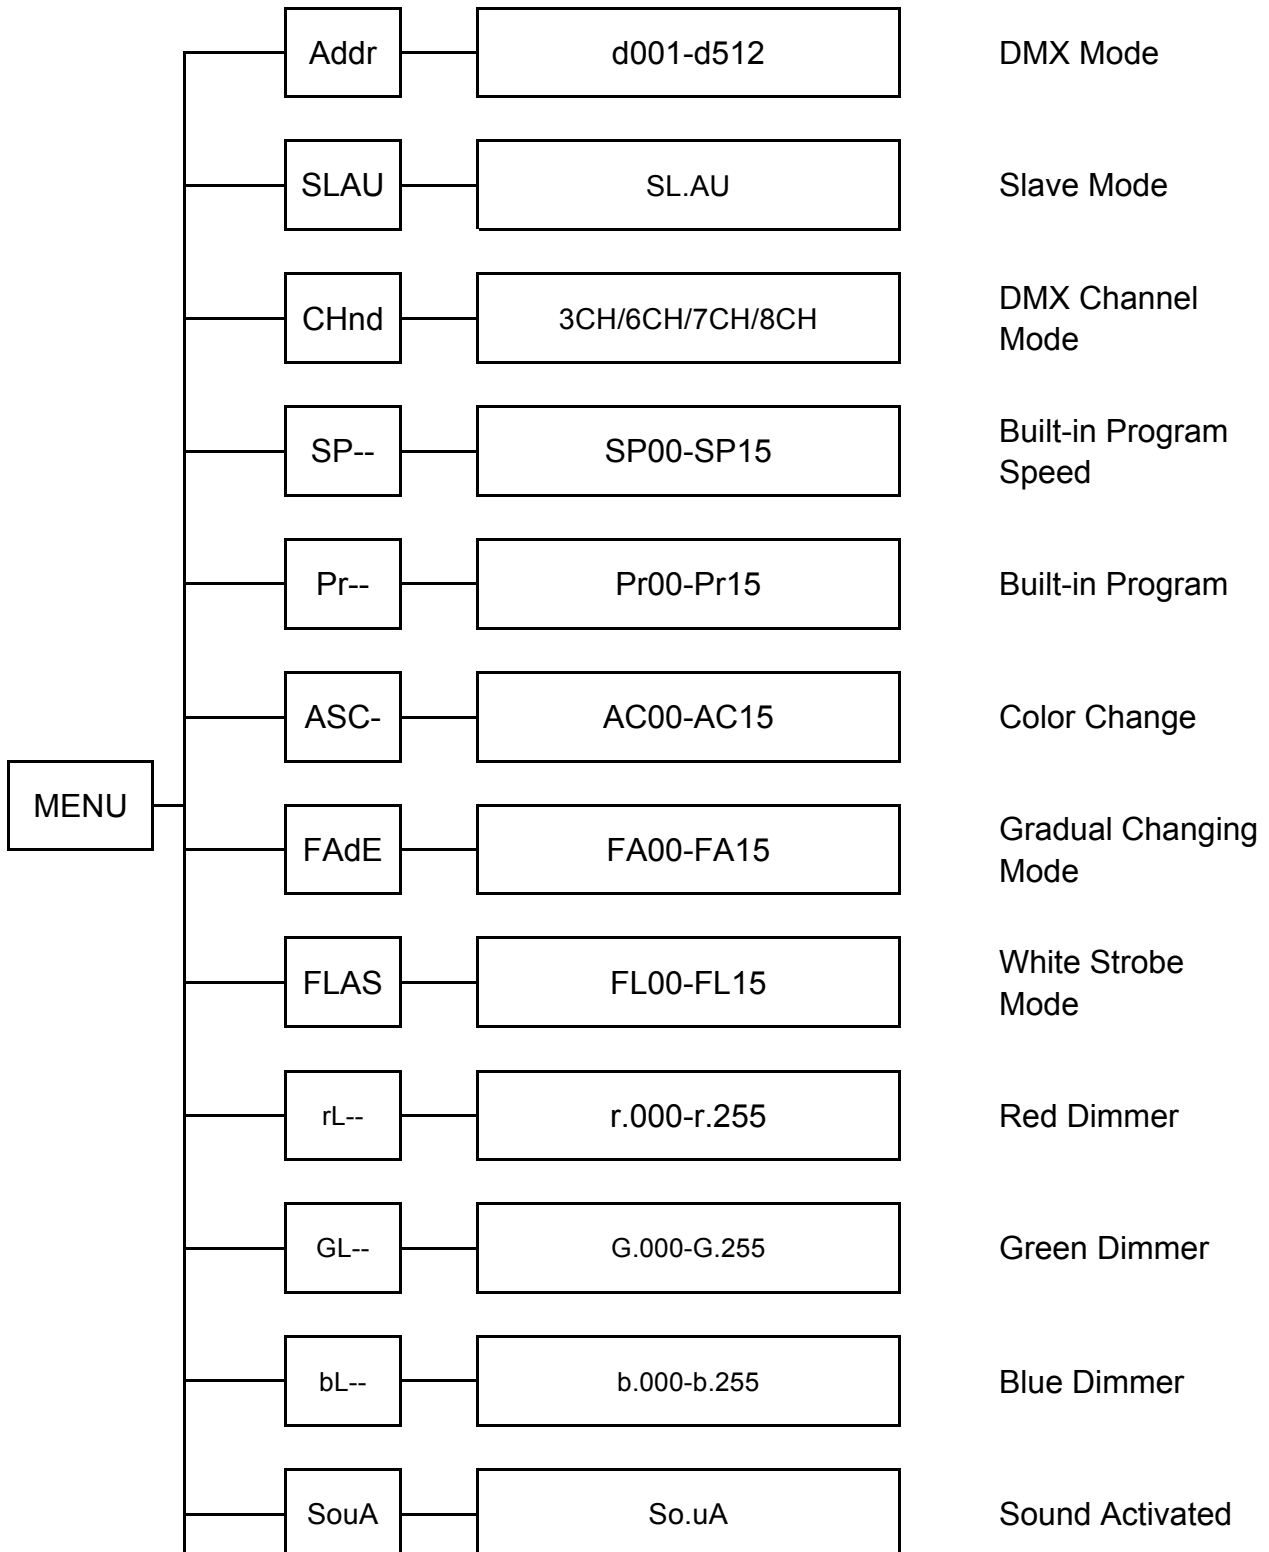 Addr d001-d512 DMX Mode
SLAU SL.AU Slave Mode
CHnd 3CH/6CH/7CH/8CH DMX Channel
Mode
SP-- SP00-SP15 Built-in Program
Speed
Pr-- Pr00-Pr15 Built-in Program
ASC- AC00-AC15 Color Change
MENU
FAdE FA00-FA15 Gradual Changing
Mode
FLAS FL00-FL15 White Strobe
Mode
rL-- r.000-r.255 Red Dimmer
GL-- G.000-G.255 Green Dimmer
bL-- b.000-b.255 Blue Dimmer
SouA So.uA Sound Activated